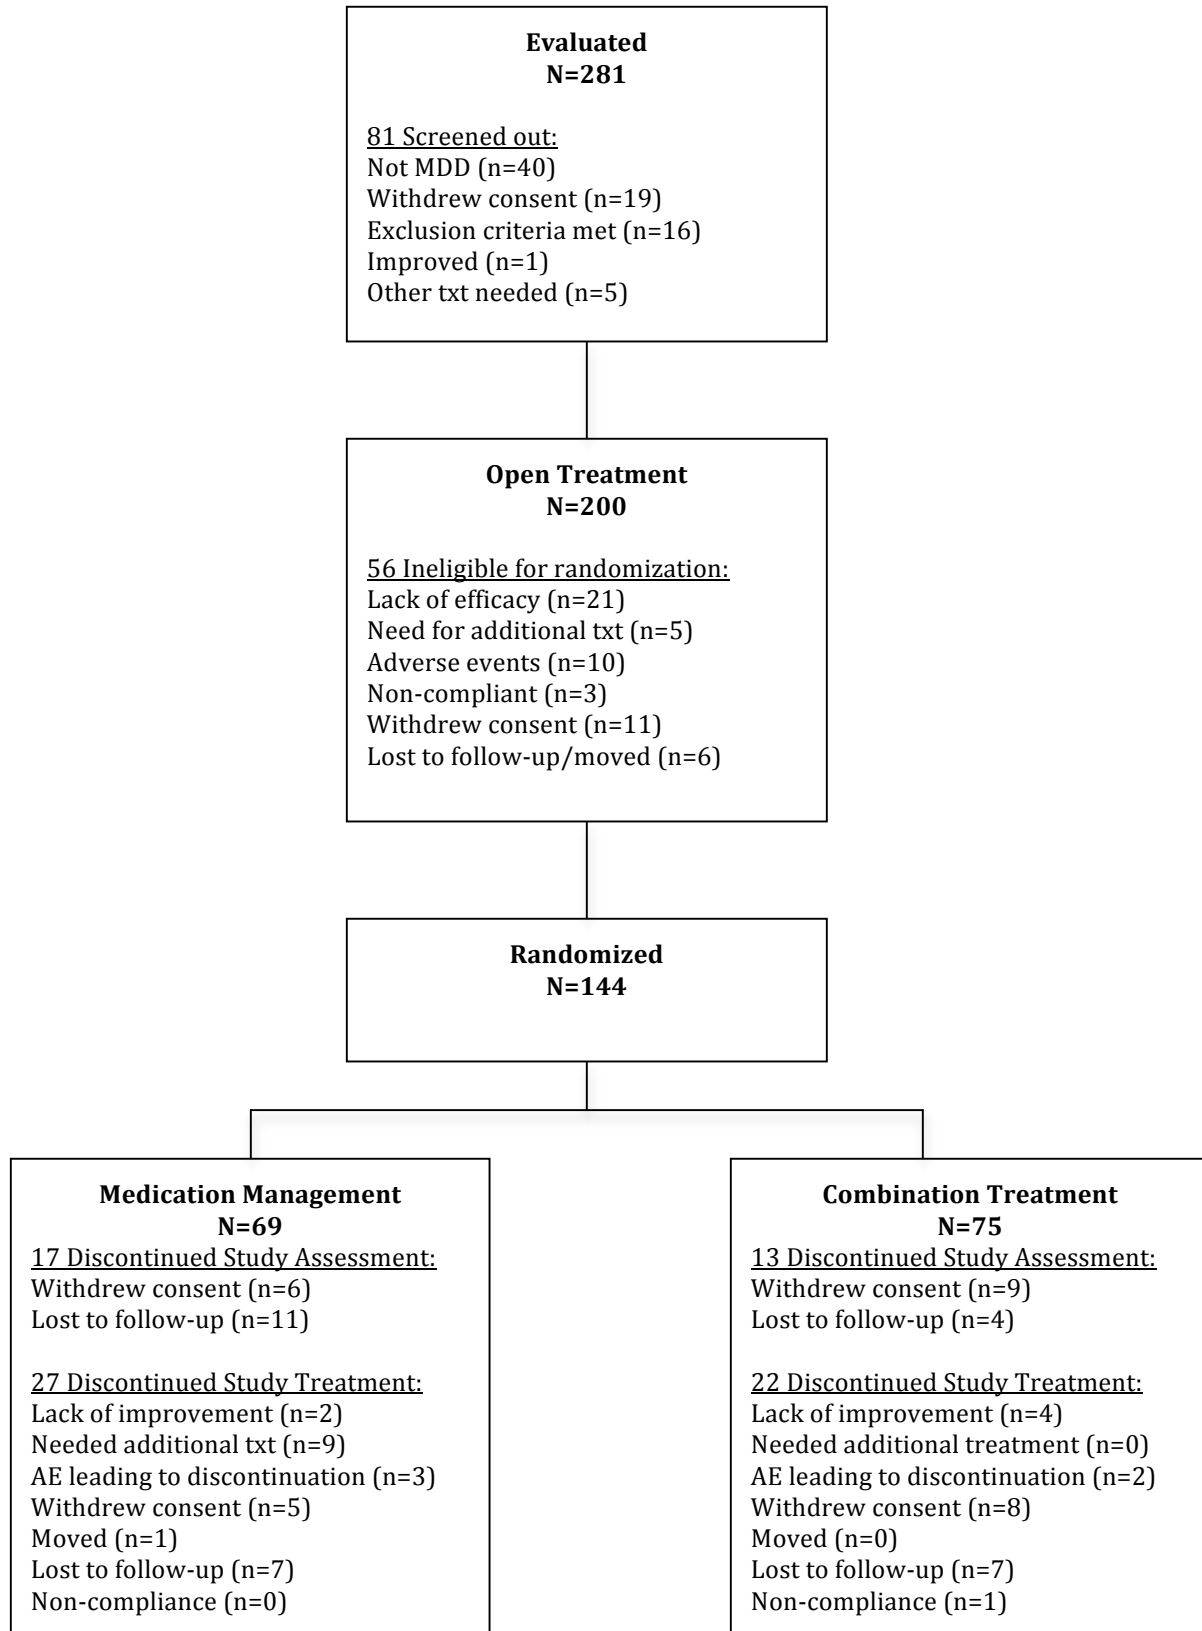 Evaluated
N=281
81 Screened out:
Not MDD (n=40)
Withdrew consent (n=19)
Exclusion criteria met (n=16)
Improved (n=1)
Other txt needed (n=5)
Open Treatment
N=200
56 Ineligible for randomization:
Lack of efficacy (n=21)
Need for additional txt (n=5)
Adverse events (n=10)
Non-compliant (n=3)
Withdrew consent (n=11)
Lost to follow-up/moved (n=6)
Randomized
N=144
Medication Management
N=69
17 Discontinued Study Assessment:
Withdrew consent (n=6)
Lost to follow-up (n=11)
27 Discontinued Study Treatment:
Lack of improvement (n=2)
Needed additional txt (n=9)
AE leading to discontinuation (n=3)
Withdrew consent (n=5)
Moved (n=1)
Lost to follow-up (n=7)
Non-compliance (n=0)
Combination Treatment
N=75
13 Discontinued Study Assessment:
Withdrew consent (n=9)
Lost to follow-up (n=4)
22 Discontinued Study Treatment:
Lack of improvement (n=4)
Needed additional treatment (n=0)
AE leading to discontinuation (n=2)
Withdrew consent (n=8)
Moved (n=0)
Lost to follow-up (n=7)
Non-compliance (n=1)